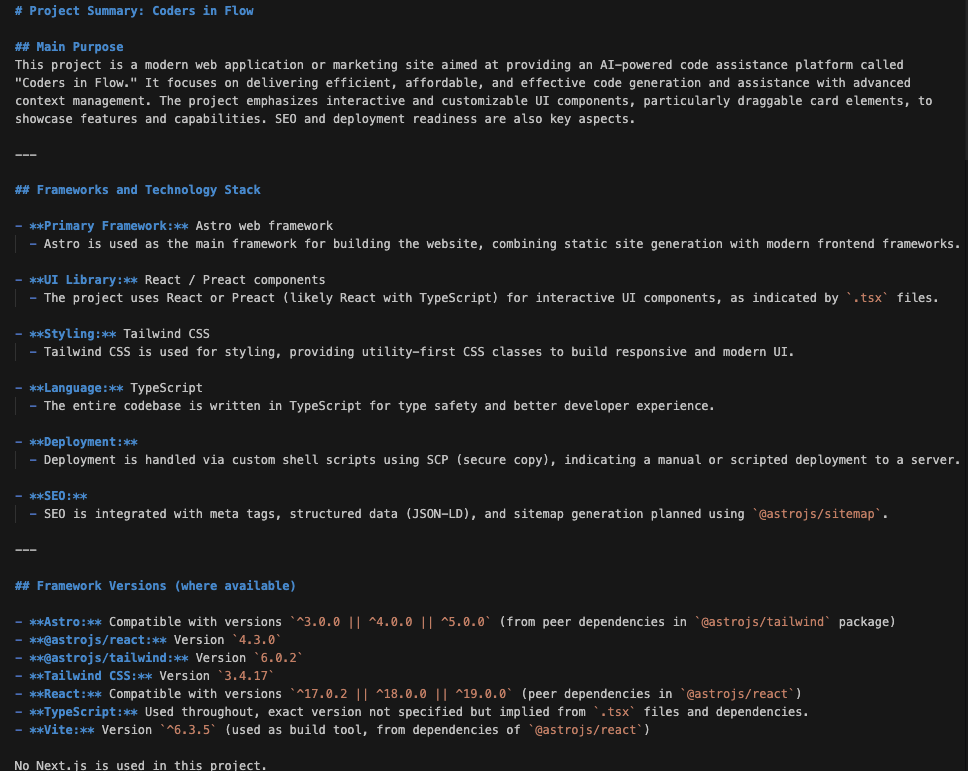 # Project Summary: Coders in Flow
## Main Purpose
This project is a modern web application or marketing site aimed at providing an AI-powered code assistance platform called
"Coders in Flow." It focuses on delivering efficient, affordable, and effective code generation and assistance with advanced
context management. The project emphasizes interactive and customizable UI components, particularly draggable card elements, to
showcase features and capabilities. SEO and deployment readiness are also key aspects.
---
## Frameworks and Technology Stack
- **Primary Framework:** Astro web framework
- Astro is used as the main framework for building the website, combining static site generation with modern frontend frameworks.
- **UI Library:** React / Preact components
- The project uses React or Preact (likely React with TypeScript) for interactive UI components, as indicated by `.tsx` files.
- **Styling:** Tailwind CSS
- Tailwind CSS is used for styling, providing utility-first CSS classes to build responsive and modern UI.
- **Language:** TypeScript
- The entire codebase is written in TypeScript for type safety and better developer experience.
- **Deployment:**
- Deployment is handled via custom shell scripts using SCP (secure copy), indicating a manual or scripted deployment to a server.
- **SEO:**
- SEO is integrated with meta tags, structured data (JSON-LD), and sitemap generation planned using `@astrojs/sitemap`.
---
## Framework Versions (where available)
- **Astro:** Compatible with versions `^3.0.0 || ^4.0.0 || ^5.0.0` (from peer dependencies in `@astrojs/tailwind` package)
- **@astrojs/react:** Version `4.3.0`
- **@astrojs/tailwind:** Version `6.0.2`
- **Tailwind CSS:** Version `3.4.17`
- **React:** Compatible with versions `^17.0.2 || ^18.0.0 || ^19.0.0` (peer dependencies in `@astrojs/react`)
- **TypeScript:** Used throughout, exact version not specified but implied from `.tsx` files and dependencies.
- **Vite:** Version `^6.3.5` (used as build tool, from dependencies of `@astrojs/react`)
No Next.js is used in this project.